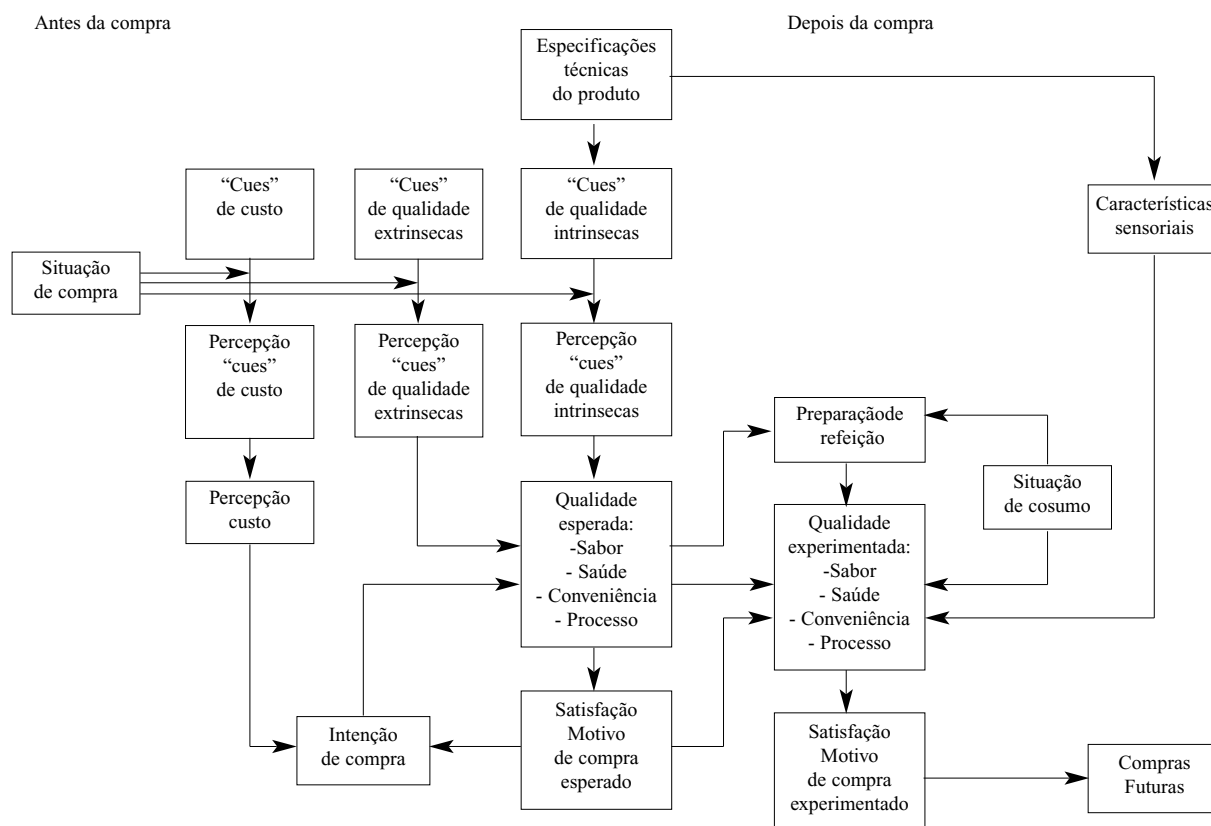 Antes da compra
Depois da compra
Especificações
técnicas
do produto
“Cues”
de custo
“Cues”
de qualidade
extrinsecas
“Cues”
de qualidade
intrinsecas
Características
sensoriais
Situação
de compra
Percepção
“cues”
de custo
Percepção
“cues”
de qualidade
extrinsecas
Percepção
“cues”
de qualidade
intrinsecas
Preparaçãode
refeição
Percepção
custo
Qualidade
esperada:
-Sabor
- Saúde
- Conveniência
- Processo
Situação
de cosumo
Qualidade
experimentada:
-Sabor
- Saúde
- Conveniência
- Processo
Intenção
de compra
Satisfação
Motivo
de compra
esperado
Satisfação
Motivo
de compra
experimentado
Compras
Futuras